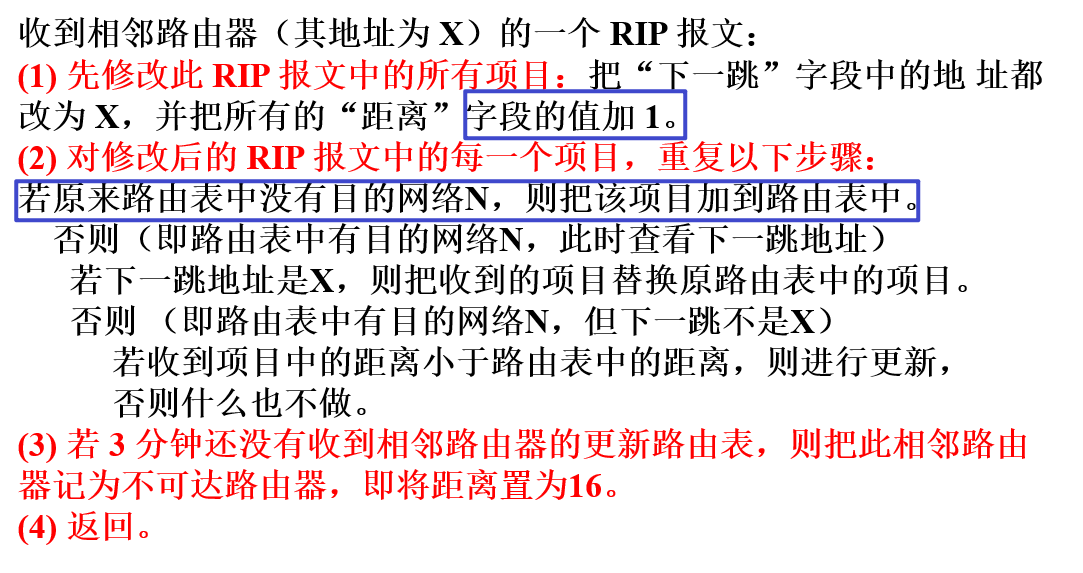 收到相邻路由器（其地址为 X）的一个 RIP 报文：
(1) 先修改此 RIP 报文中的所有项目：把“下一跳”字段中的地 址都
改为 X，并把所有的“距离”字段的值加 1。
(2) 对修改后的 RIP 报文中的每一个项目，重复以下步骤：
若原来路由表中没有目的网络N，则把该项目加到路由表中。
否则（即路由表中有目的网络N，此时查看下一跳地址）
若下一跳地址是X，则把收到的项目替换原路由表中的项目。
否则 （即路由表中有目的网络N，但下一跳不是X）
若收到项目中的距离小于路由表中的距离，则进行更新，
否则什么也不做。
(3) 若 3 分钟还没有收到相邻路由器的更新路由表，则把此相邻路由
器记为不可达路由器，即将距离置为16。
(4) 返回。